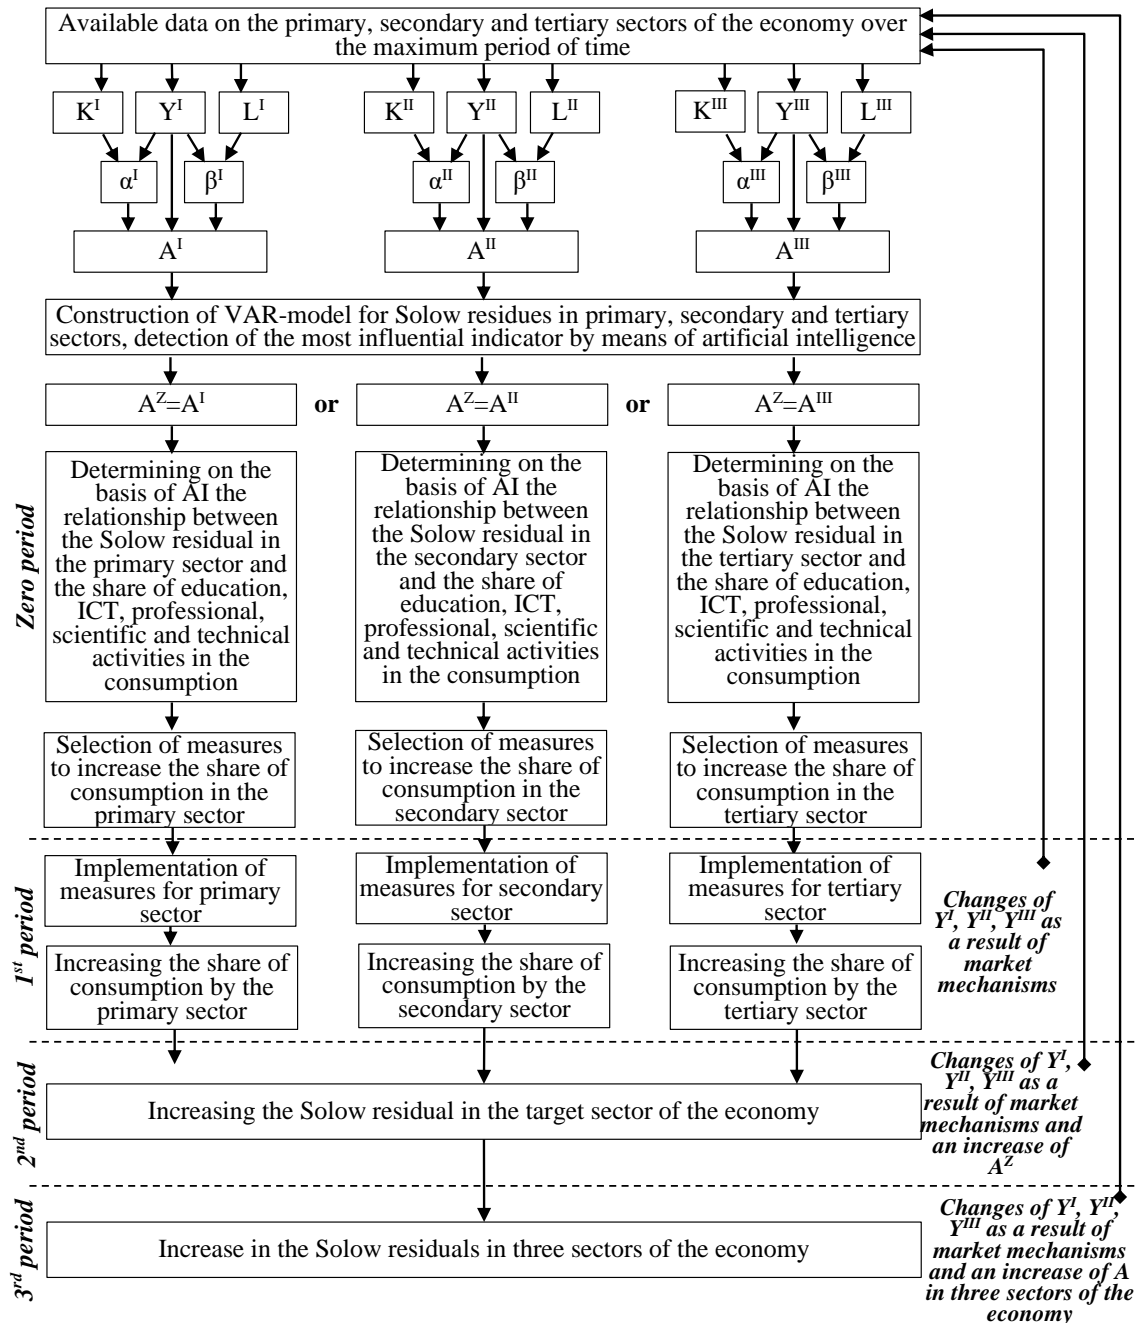 Available data on the primary, secondary and tertiary sectors of the economy over
the maximum period of time
K^I Y^I L^I K^II Y^II L^II K^III Y^III L^III
α^I β^I α^II β^II α^III β^III
A^I A^II A^III
Construction of VAR-model for Solow residues in primary, secondary and tertiary
sectors, detection of the most influential indicator by means of artificial intelligence
A^Z=A^I or A^Z=A^II or A^Z=A^III
Zero period
Determining on the
basis of AI the
relationship between
the Solow residual in
the primary sector and
the share of education,
ICT, professional,
scientific and technical
activities in the
consumption
Determining on the
basis of AI the
relationship between
the Solow residual in
the secondary sector
and the share of
education, ICT,
professional, scientific
and technical activities
in the consumption
Determining on the
basis of AI the
relationship between
the Solow residual in
the tertiary sector and
the share of education,
ICT, professional,
scientific and technical
activities in the
consumption
Selection of measures
to increase the share of
consumption in the
primary sector
Selection of measures
to increase the share of
consumption in the
secondary sector
Selection of measures
to increase the share of
consumption in the
tertiary sector
1st period
Implementation of
measures for primary
sector
Implementation of
measures for secondary
sector
Implementation of
measures for tertiary
sector
Increasing the share of
consumption by the
primary sector
Increasing the share of
consumption by the
secondary sector
Increasing the share of
consumption by the
tertiary sector
Changes of
Y^I, Y^II, Y^III as
a result of
market
mechanisms
2nd period
Increasing the Solow residual in the target sector of the economy
Changes of Y^I,
Y^II, Y^III as a
result of market
mechanisms and
an increase of
A^Z
3rd period
Increase in the Solow residuals in three sectors of the economy
Changes of Y^I, Y^II,
Y^III as a result of
market mechanisms
and an increase of A
in three sectors of the
economy